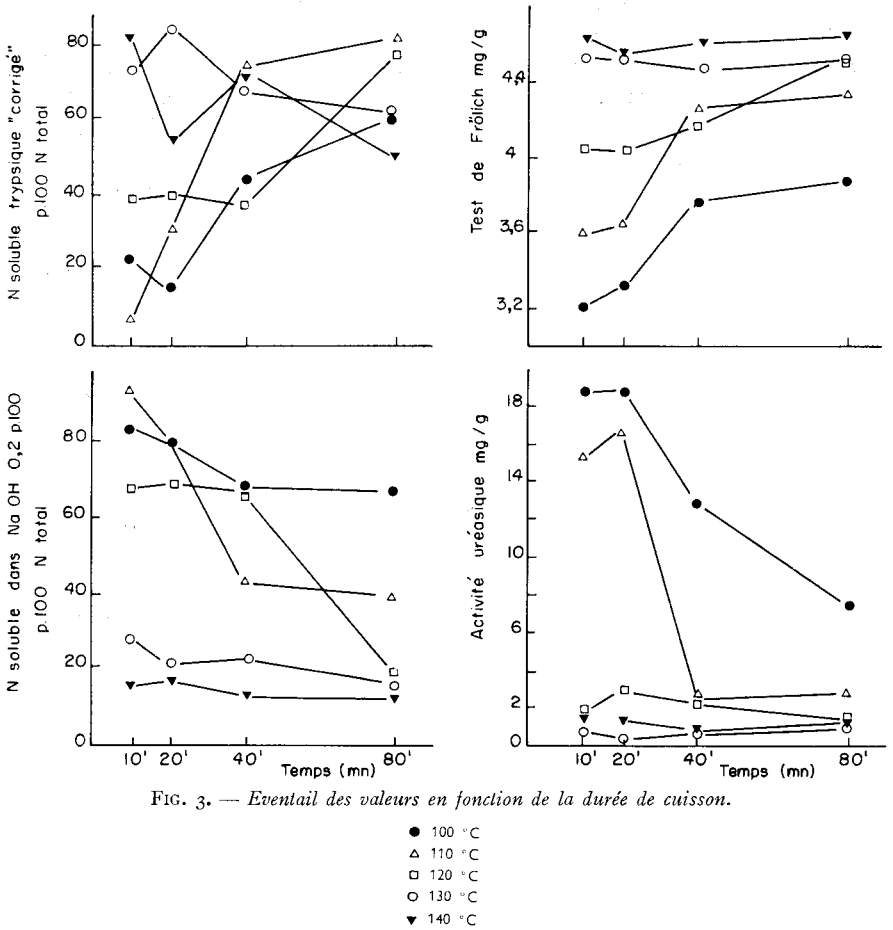 N soluble trypsique "corrigé"
p.100 N total
80
60
40
20
0
Test de Frölich mg/g
4,4
4
3,6
3,2
N soluble dans Na OH 0,2 p.100
p.100 N total
80
60
40
20
0
10' 20' 40' 80'
Temps (mn)
Activité uréasique mg/g
18
14
10
6
2
0
10' 20' 40' 80'
Temps (mn)
FIG. 3. — Eventail des valeurs en fonction de la durée de cuisson.
● 100 °C
△ 110 °C
□ 120 °C
○ 130 °C
▼ 140 °C